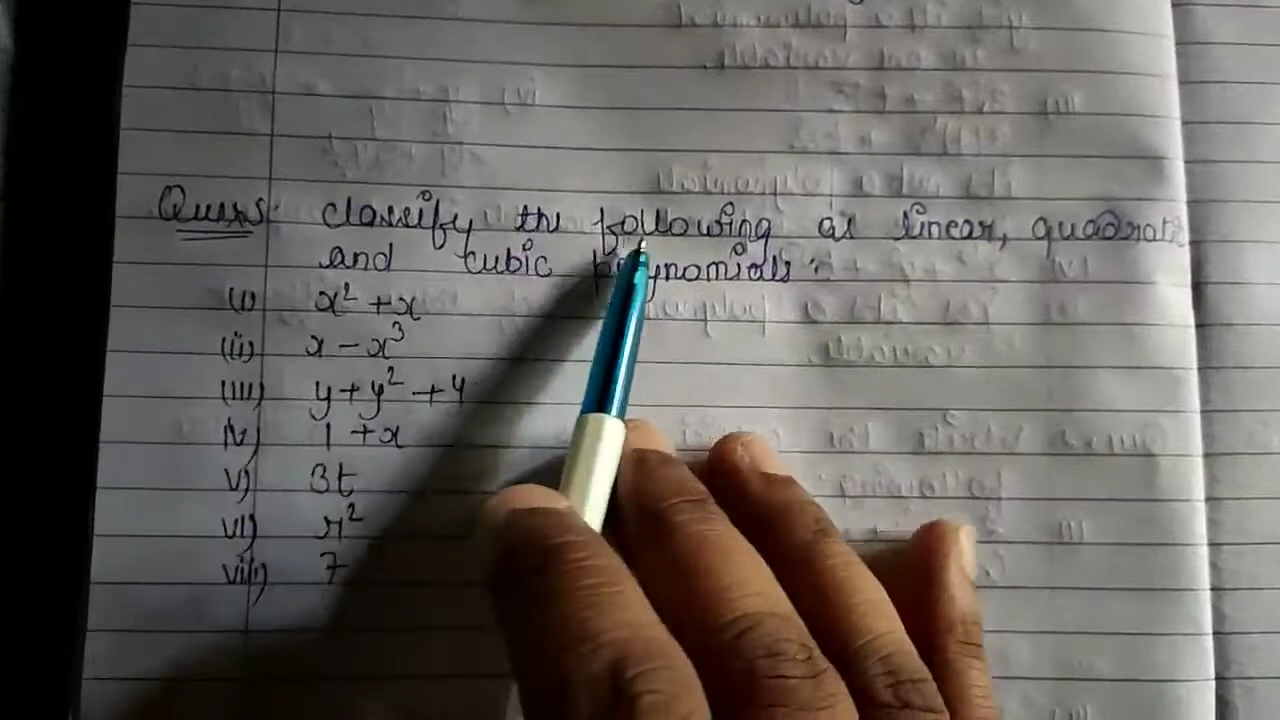 Ques: classify the following as linear, quadrati
and cubic polynomials:
(i) x² + x
(ii) x - x³
(iii) y + y² + 4
iv) 1 + x
v) 3t
vi) r²
vii) 7